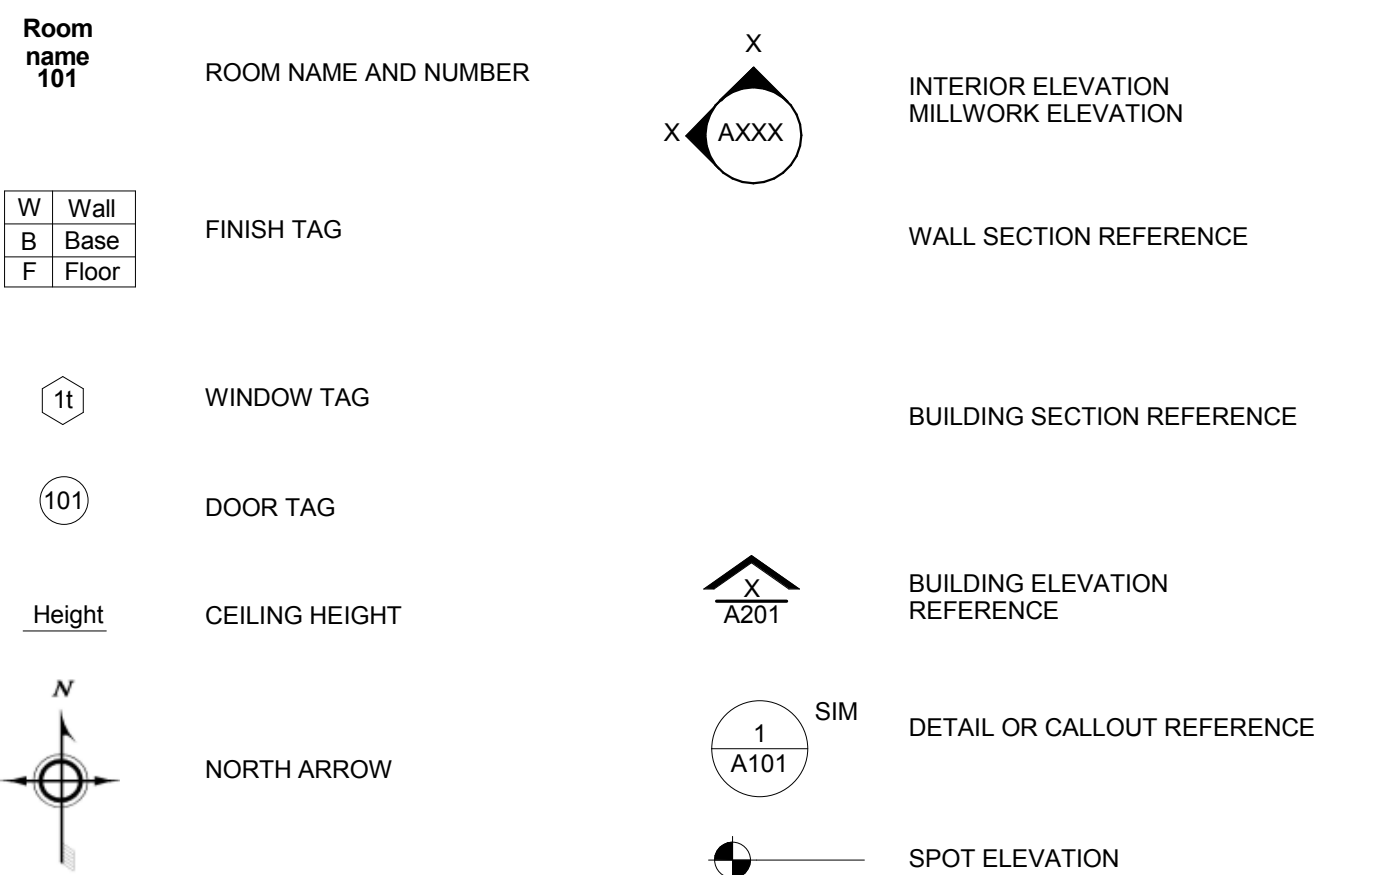 Room
name
101
ROOM NAME AND NUMBER
W Wall
B Base
F Floor
FINISH TAG
1t
WINDOW TAG
101
DOOR TAG
Height
CEILING HEIGHT
N
NORTH ARROW
X
X
AXXX
INTERIOR ELEVATION
MILLWORK ELEVATION
WALL SECTION REFERENCE
BUILDING SECTION REFERENCE
X
A201
BUILDING ELEVATION
REFERENCE
1
A101
SIM
DETAIL OR CALLOUT REFERENCE
SPOT ELEVATION